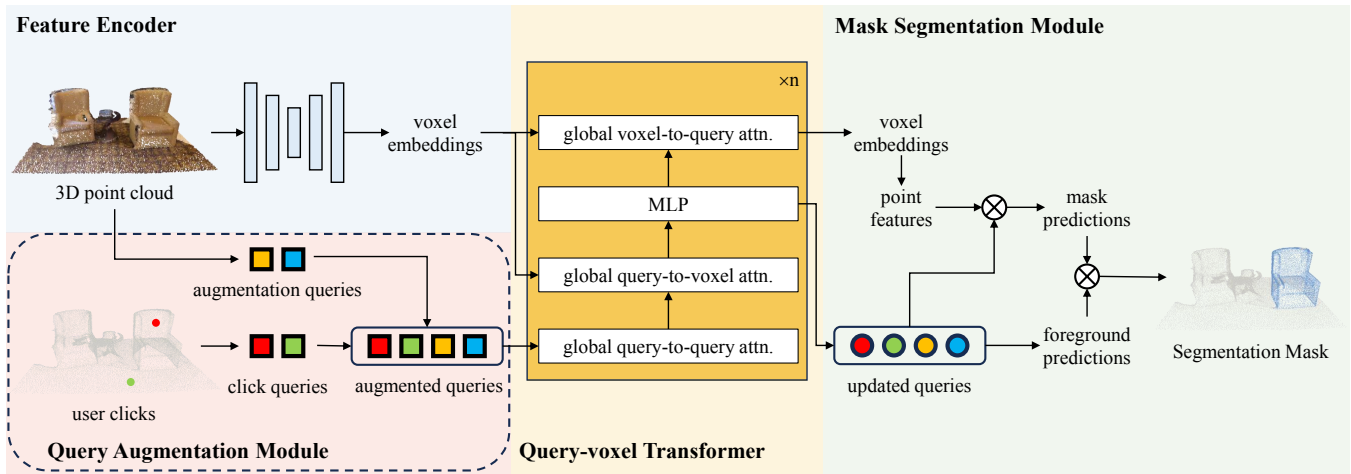 Feature Encoder
3D point cloud
voxel
embeddings
augmentation queries
user clicks
click queries
augmented queries
Query Augmentation Module
×n
global voxel-to-query attn.
MLP
global query-to-voxel attn.
global query-to-query attn.
Query-voxel Transformer
Mask Segmentation Module
voxel
embeddings
point
features
mask
predictions
updated queries
foreground
predictions
Segmentation Mask